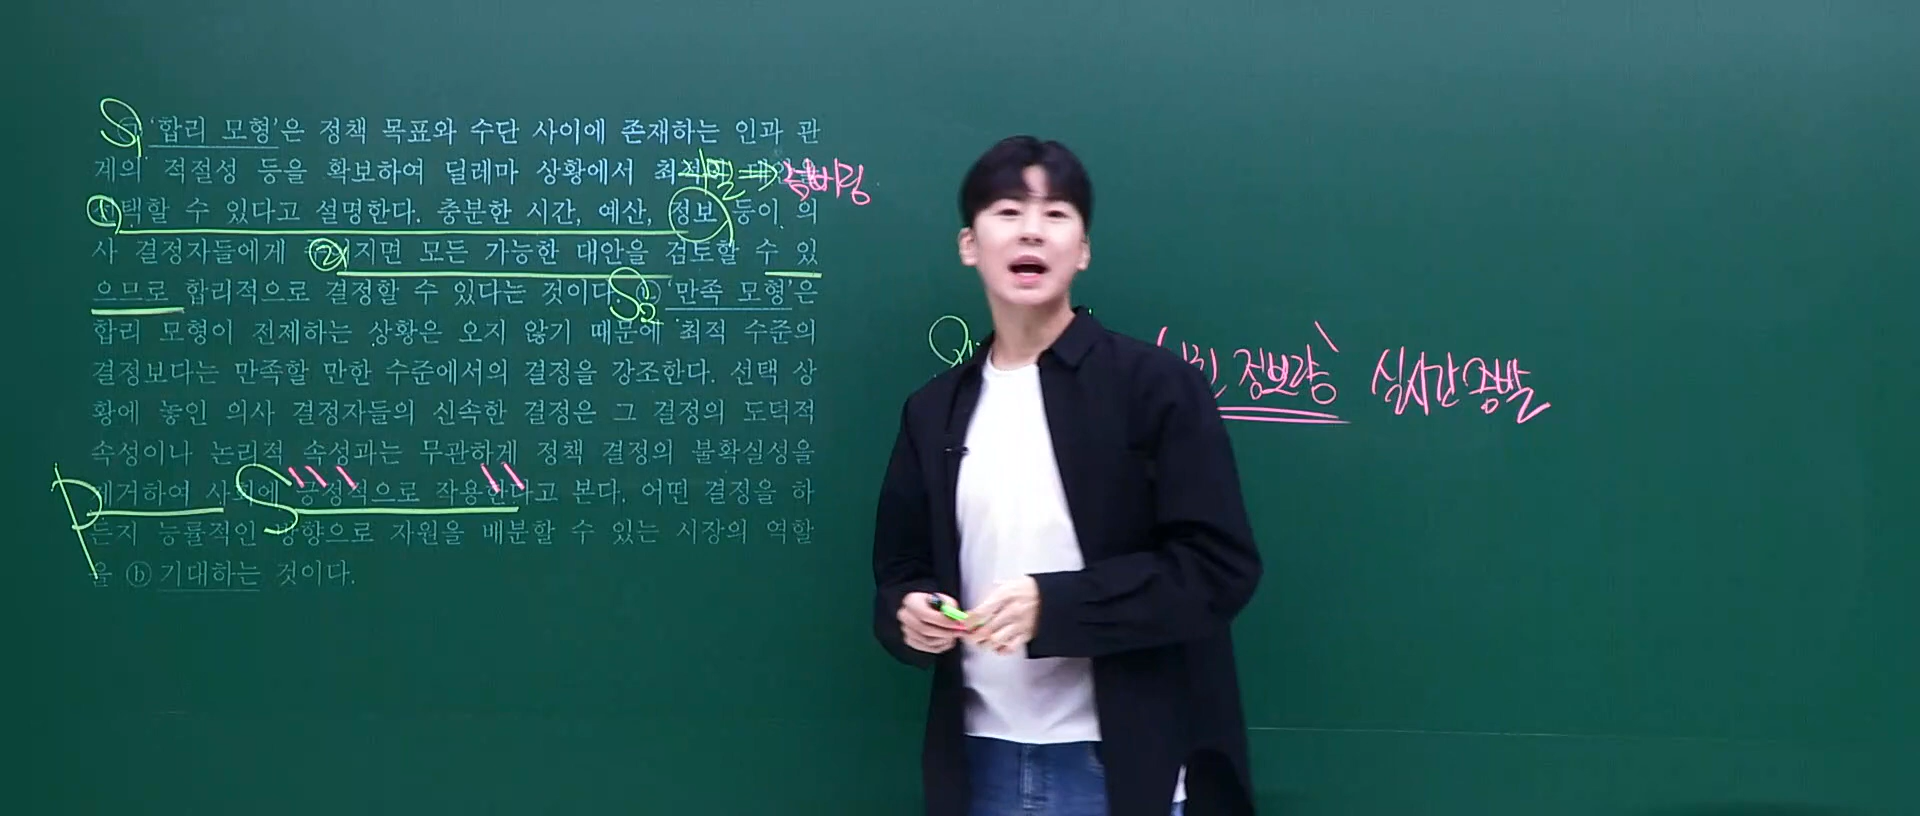 S₁ '합리 모형'은 정책 목표와 수단 사이에 존재하는 인과 관
계의 적절성 등을 확보하여 딜레마 상황에서
택할 수 있다고 설명한다. 충분한 시간, 예산, 정보 등이 의
사 결정자들에게 지면 모든 가능한 대안을 검토할 수 있
으므로 합리적으로 결정할 수 있다는 것이다. S₂ '만족 모형'은
합리 모형이 전제하는 상황은 오지 않기 때문에 최적 수준의
결정보다는 만족할 만한 수준에서의 결정을 강조한다. 선택 상
황에 놓인 의사 결정자들의 신속한 결정은 그 결정의 도덕적
속성이나 논리적 속성과는 무관하게 정책 결정의 불확실성을
제거하여 사회에 긍정적으로 작용한다고 본다. 어떤 결정을 하
든지 능률적인 방향으로 자원을 배분할 수 있는 시장의 역할
을 ⓑ 기대하는 것이다.
①
②
P S
넘버링
정보량 실시간 증발